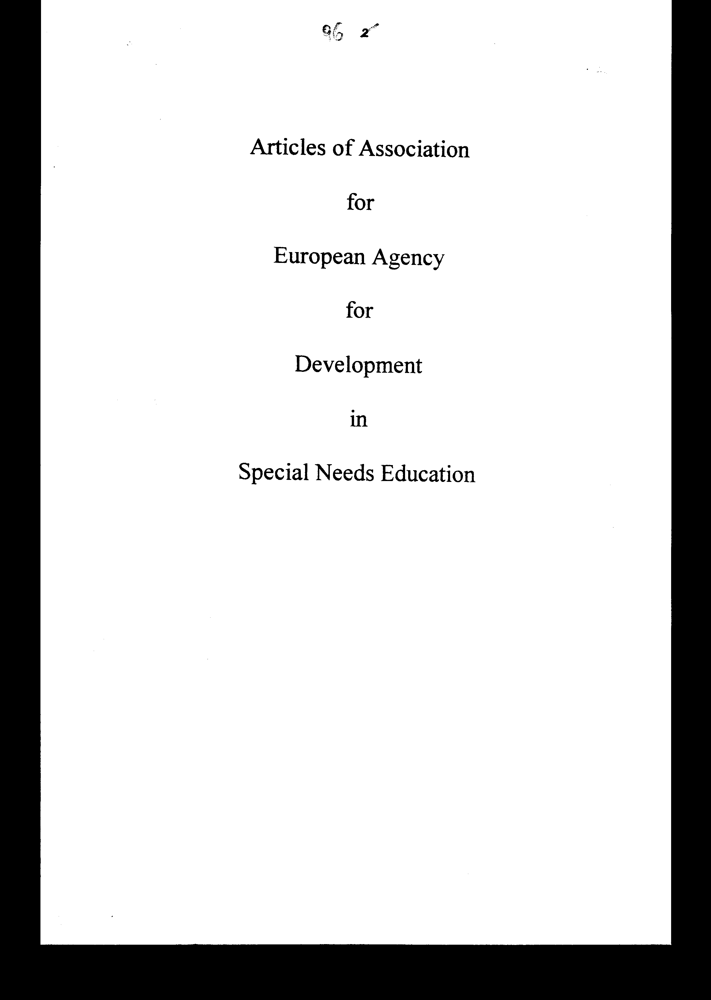 96 2
Articles of Association
for
European Agency
for
Development
in
Special Needs Education